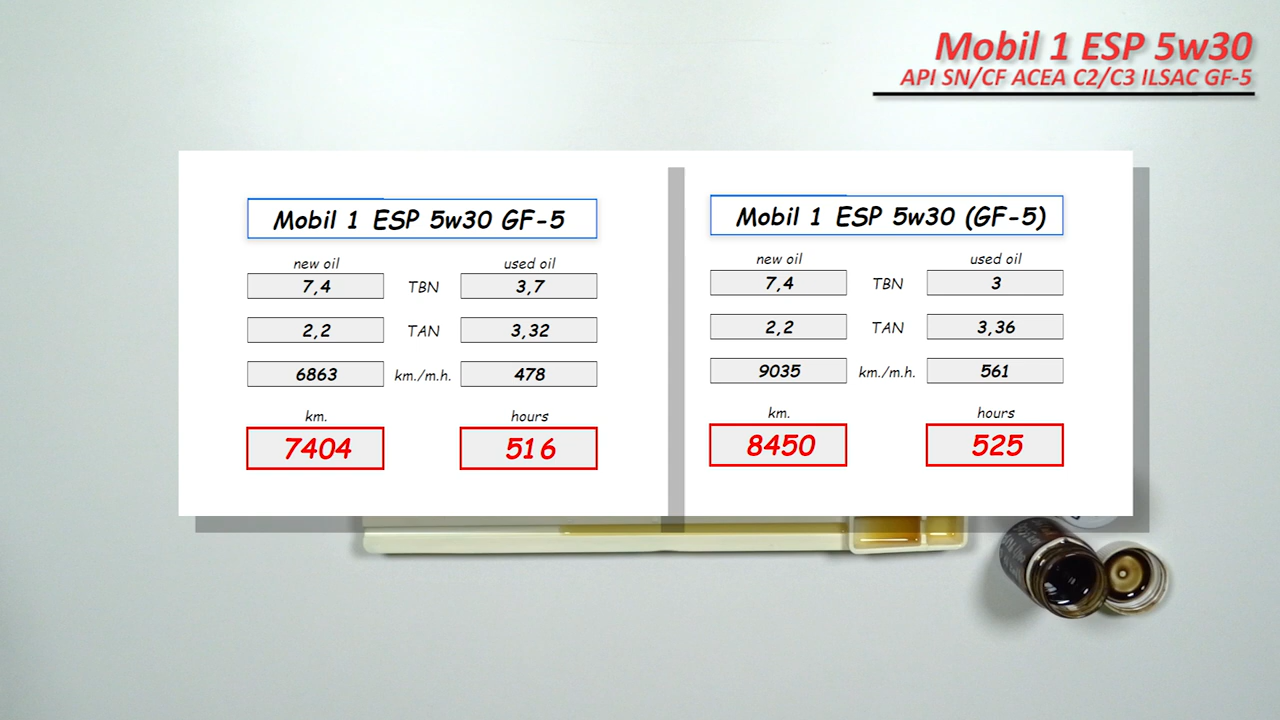 Mobil 1 ESP 5w30
API SN/CF ACEA C2/C3 ILSAC GF-5
Mobil 1 ESP 5w30 GF-5
new oil used oil
7,4 TBN 3,7
2,2 TAN 3,32
6863 km./m.h. 478
km. hours
7404 516
Mobil 1 ESP 5w30 (GF-5)
new oil used oil
7,4 TBN 3
2,2 TAN 3,36
9035 km./m.h. 561
km. hours
8450 525